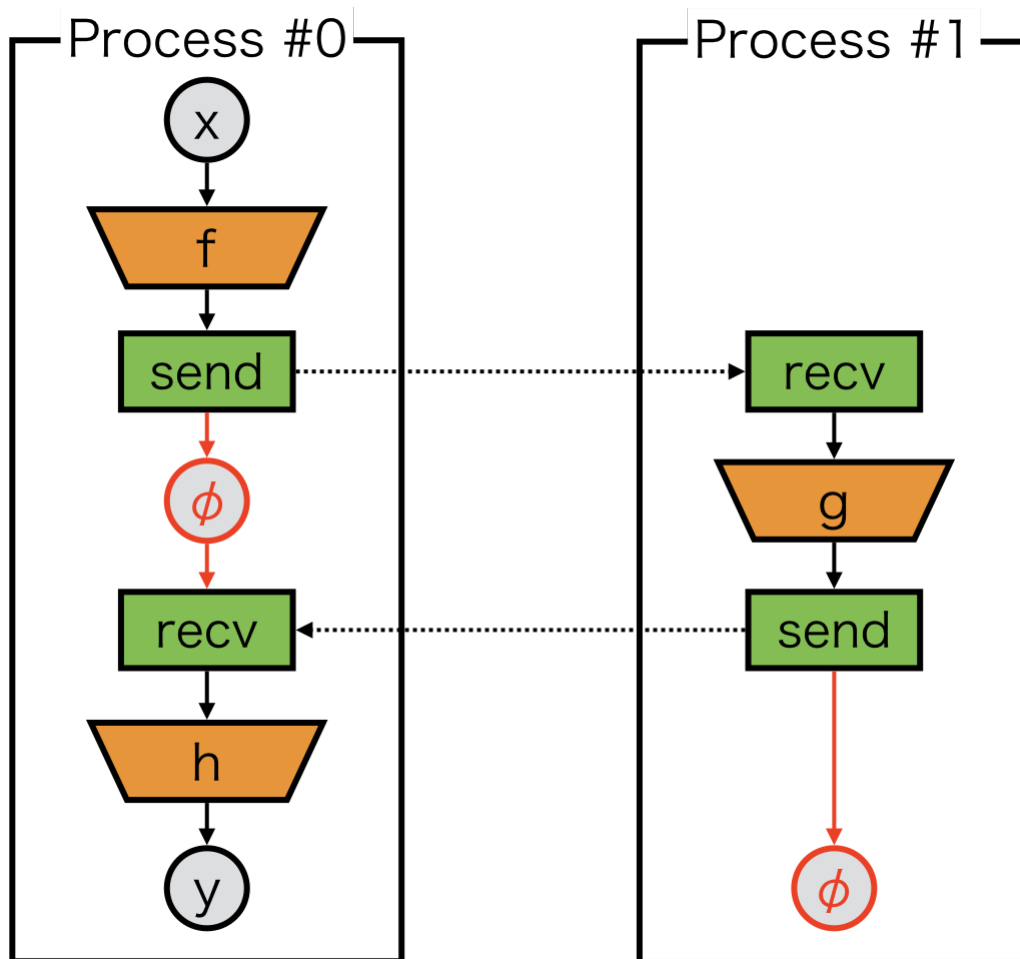 Process #0
x
f
send
ϕ
recv
h
y
Process #1
recv
g
send
ϕ